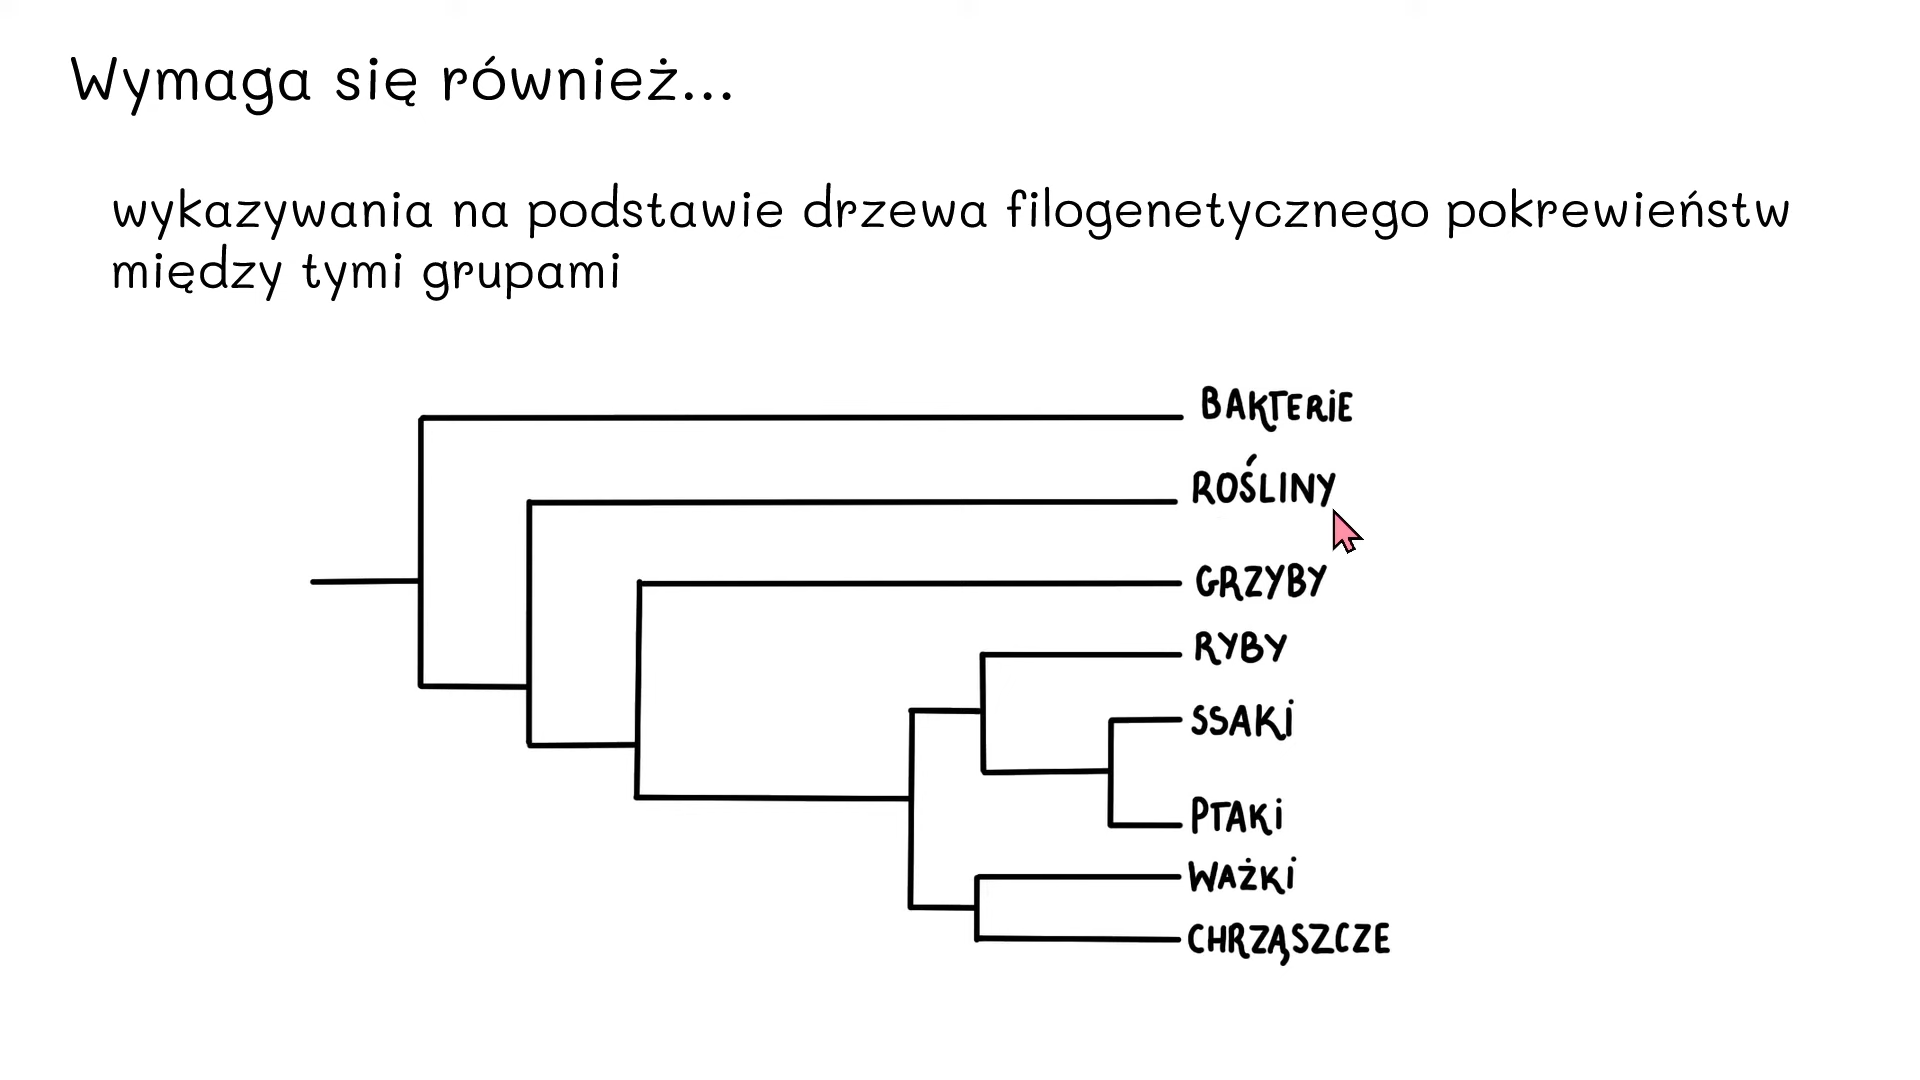 Wymaga się również...
wykazywania na podstawie drzewa filogenetycznego pokrewieństw
między tymi grupami
BAKTERiE
ROŚLINY
GRZYBY
RYBY
SSAKi
PTAKi
WAŻKi
CHRZĄSZCZE